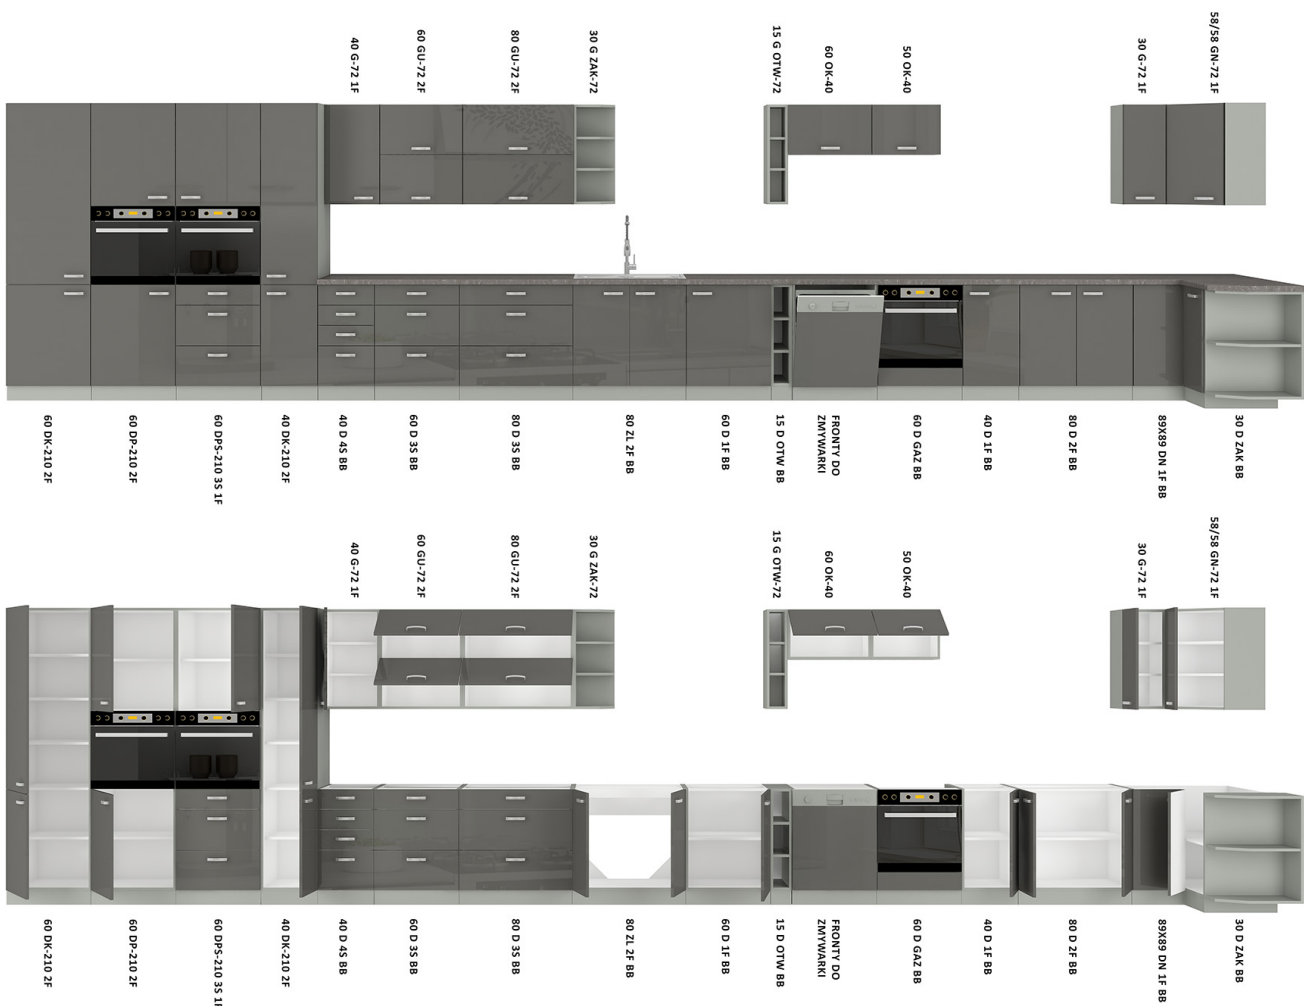 40 G-72 1F
60 GU-72 2F
80 GU-72 2F
30 G ZAK-72
15 G OTW-72
60 OK-40
50 OK-40
30 G-72 1F
58/58 GN-72 1F
60 DK-210 2F
60 DP-210 2F
60 DPS-210 3S 1F
40 DK-210 2F
40 D 4S BB
60 D 3S BB
80 D 3S BB
80 ZL 2F BB
60 D 1F BB
15 D OTW BB
FRONTY DO
ZMYWARKI
60 D GAZ BB
40 D 1F BB
80 D 2F BB
89X89 DN 1F BB
30 D ZAK BB
40 G-72 1F
60 GU-72 2F
80 GU-72 2F
30 G ZAK-72
15 G OTW-72
60 OK-40
50 OK-40
30 G-72 1F
58/58 GN-72 1F
60 DK-210 2F
60 DP-210 2F
60 DPS-210 3S 1F
40 DK-210 2F
40 D 4S BB
60 D 3S BB
80 D 3S BB
80 ZL 2F BB
60 D 1F BB
15 D OTW BB
FRONTY DO
ZMYWARKI
60 D GAZ BB
40 D 1F BB
80 D 2F BB
89X89 DN 1F BB
30 D ZAK BB